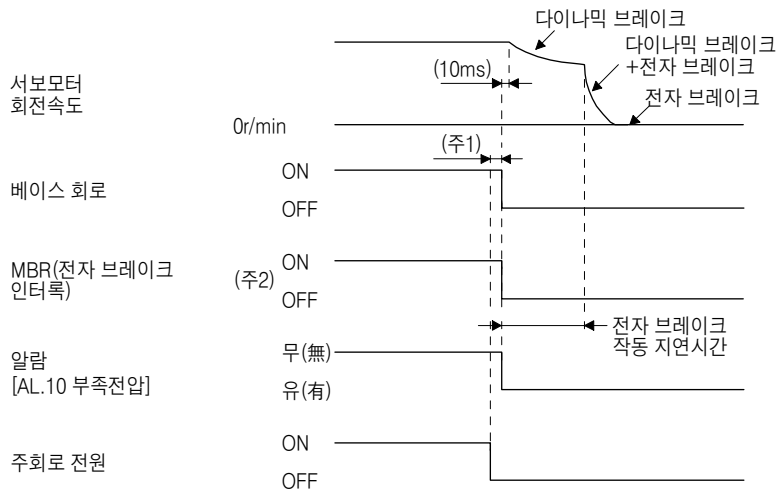 다이나믹 브레이크
다이나믹 브레이크
+전자 브레이크
(10ms)
전자 브레이크
서보모터
회전속도
0r/min
(주1)
베이스 회로
ON
OFF
MBR(전자 브레이크
인터록)
(주2)
ON
OFF
전자 브레이크
작동 지연시간
알람
[AL.10 부족전압]
무(無)
유(有)
주회로 전원
ON
OFF